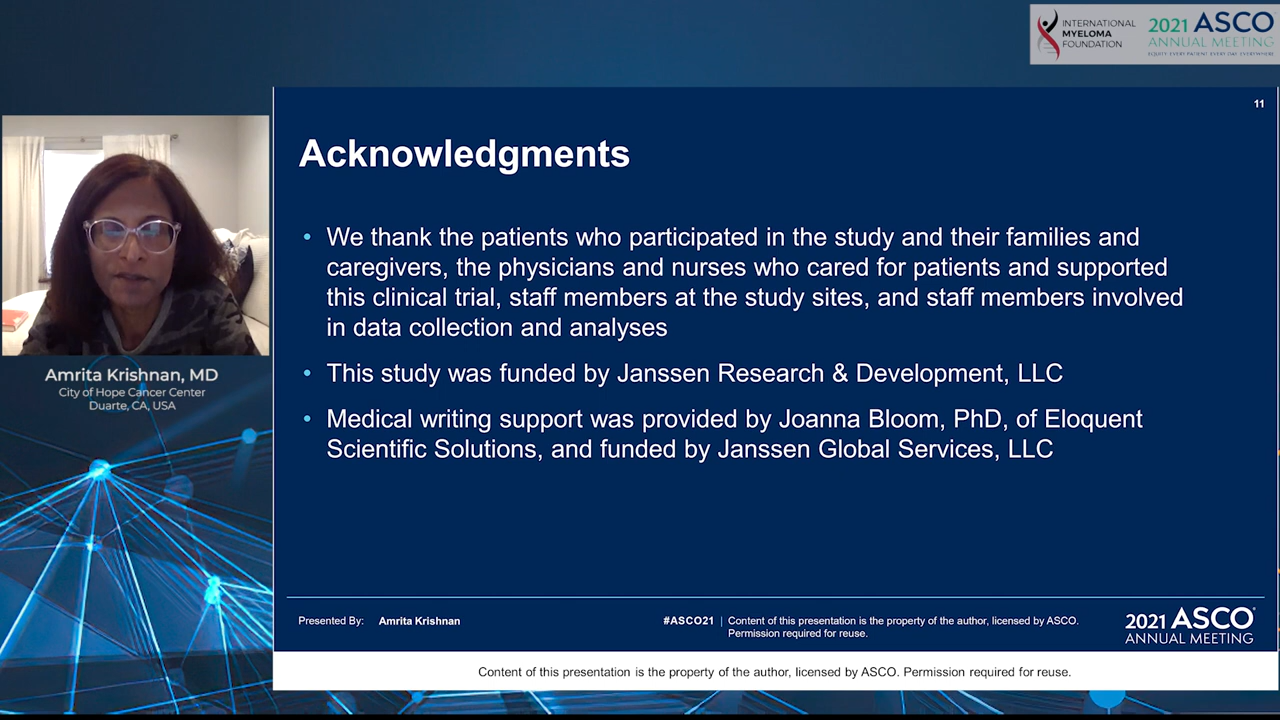 INTERNATIONAL
MYELOMA
FOUNDATION
2021 ASCO
ANNUAL MEETING
EQUITY: EVERY PATIENT. EVERY DAY. EVERYWHERE.
11
Acknowledgments
• We thank the patients who participated in the study and their families and
caregivers, the physicians and nurses who cared for patients and supported
this clinical trial, staff members at the study sites, and staff members involved
in data collection and analyses
• This study was funded by Janssen Research & Development, LLC
• Medical writing support was provided by Joanna Bloom, PhD, of Eloquent
Scientific Solutions, and funded by Janssen Global Services, LLC
Amrita Krishnan, MD
City of Hope Cancer Center
Duarte, CA, USA
Presented By: Amrita Krishnan
#ASCO21 | Content of this presentation is the property of the author, licensed by ASCO.
Permission required for reuse.
2021 ASCO®
ANNUAL MEETING
Content of this presentation is the property of the author, licensed by ASCO. Permission required for reuse.